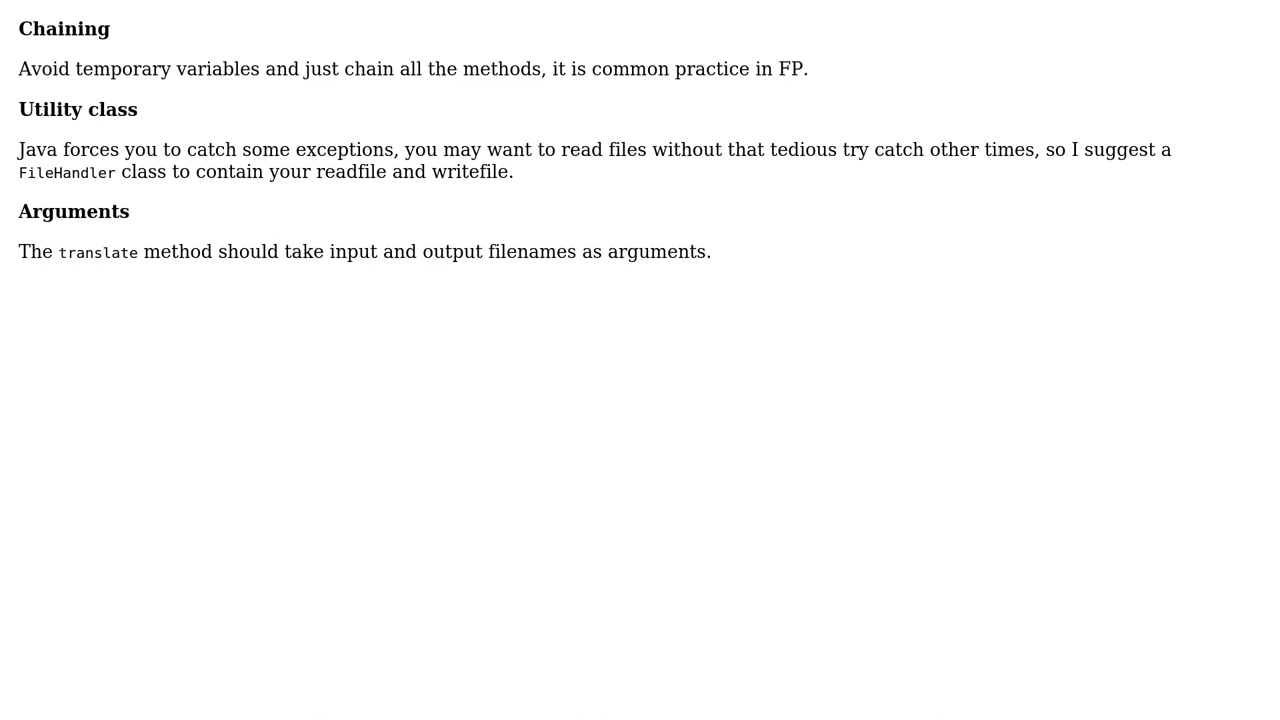 Chaining
Avoid temporary variables and just chain all the methods, it is common practice in FP.
Utility class
Java forces you to catch some exceptions, you may want to read files without that tedious try catch other times, so I suggest a
FileHandler class to contain your readfile and writefile.
Arguments
The translate method should take input and output filenames as arguments.